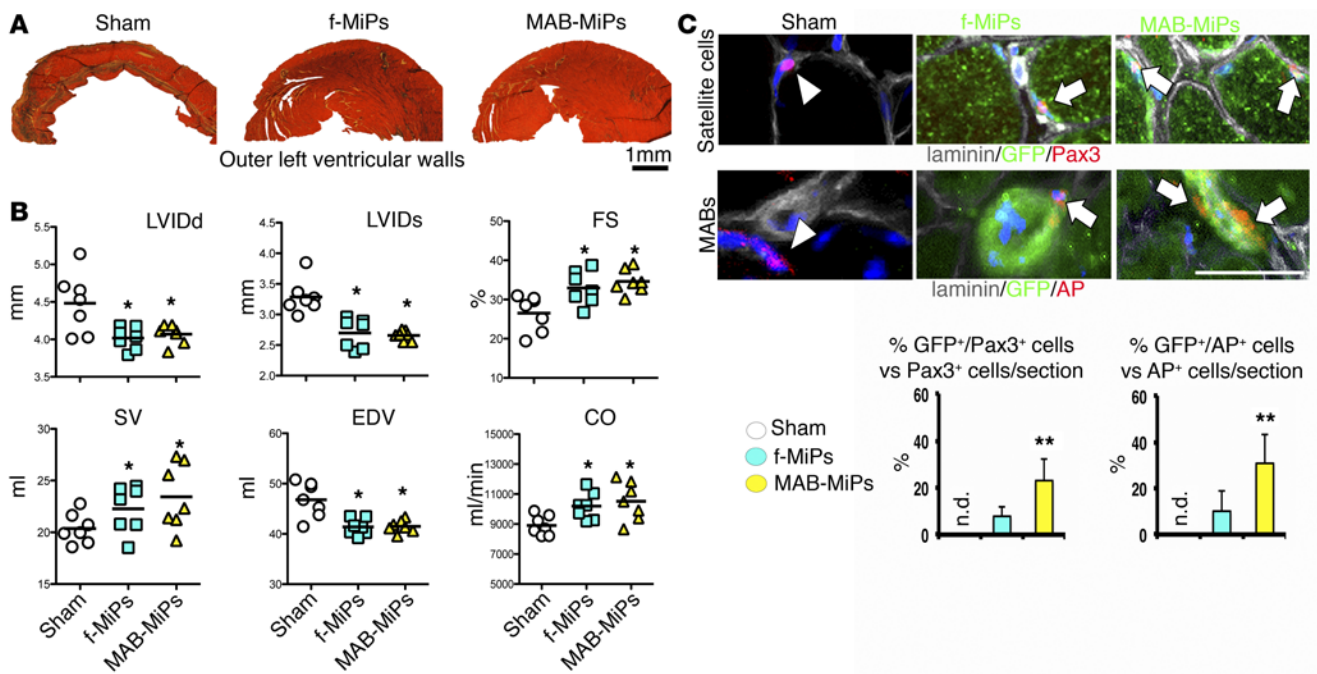 A
Sham
f-MiPs
MAB-MiPs
Outer left ventricular walls
1mm
B
LVIDd
mm
5.5
5.0
4.5
4.0
3.5
*
*
LVIDs
mm
4.5
4.0
3.5
3.0
2.5
2.0
*
*
FS
%
50
40
30
20
10
0
*
*
SV
ml
30
25
20
15
*
*
EDV
ml
60
50
40
30
*
*
CO
ml/min
15000
13000
11000
9000
7000
5000
*
*
Sham
f-MiPs
MAB-MiPs
Sham
f-MiPs
MAB-MiPs
Sham
f-MiPs
MAB-MiPs
C
Sham
f-MiPs
MAB-MiPs
Satellite cells
laminin/GFP/Pax3
MABs
laminin/GFP/AP
Sham
f-MiPs
MAB-MiPs
% GFP⁺/Pax3⁺ cells
vs Pax3⁺ cells/section
%
60
40
20
0
n.d.
**
% GFP⁺/AP⁺ cells
vs AP⁺ cells/section
%
60
40
20
0
n.d.
**